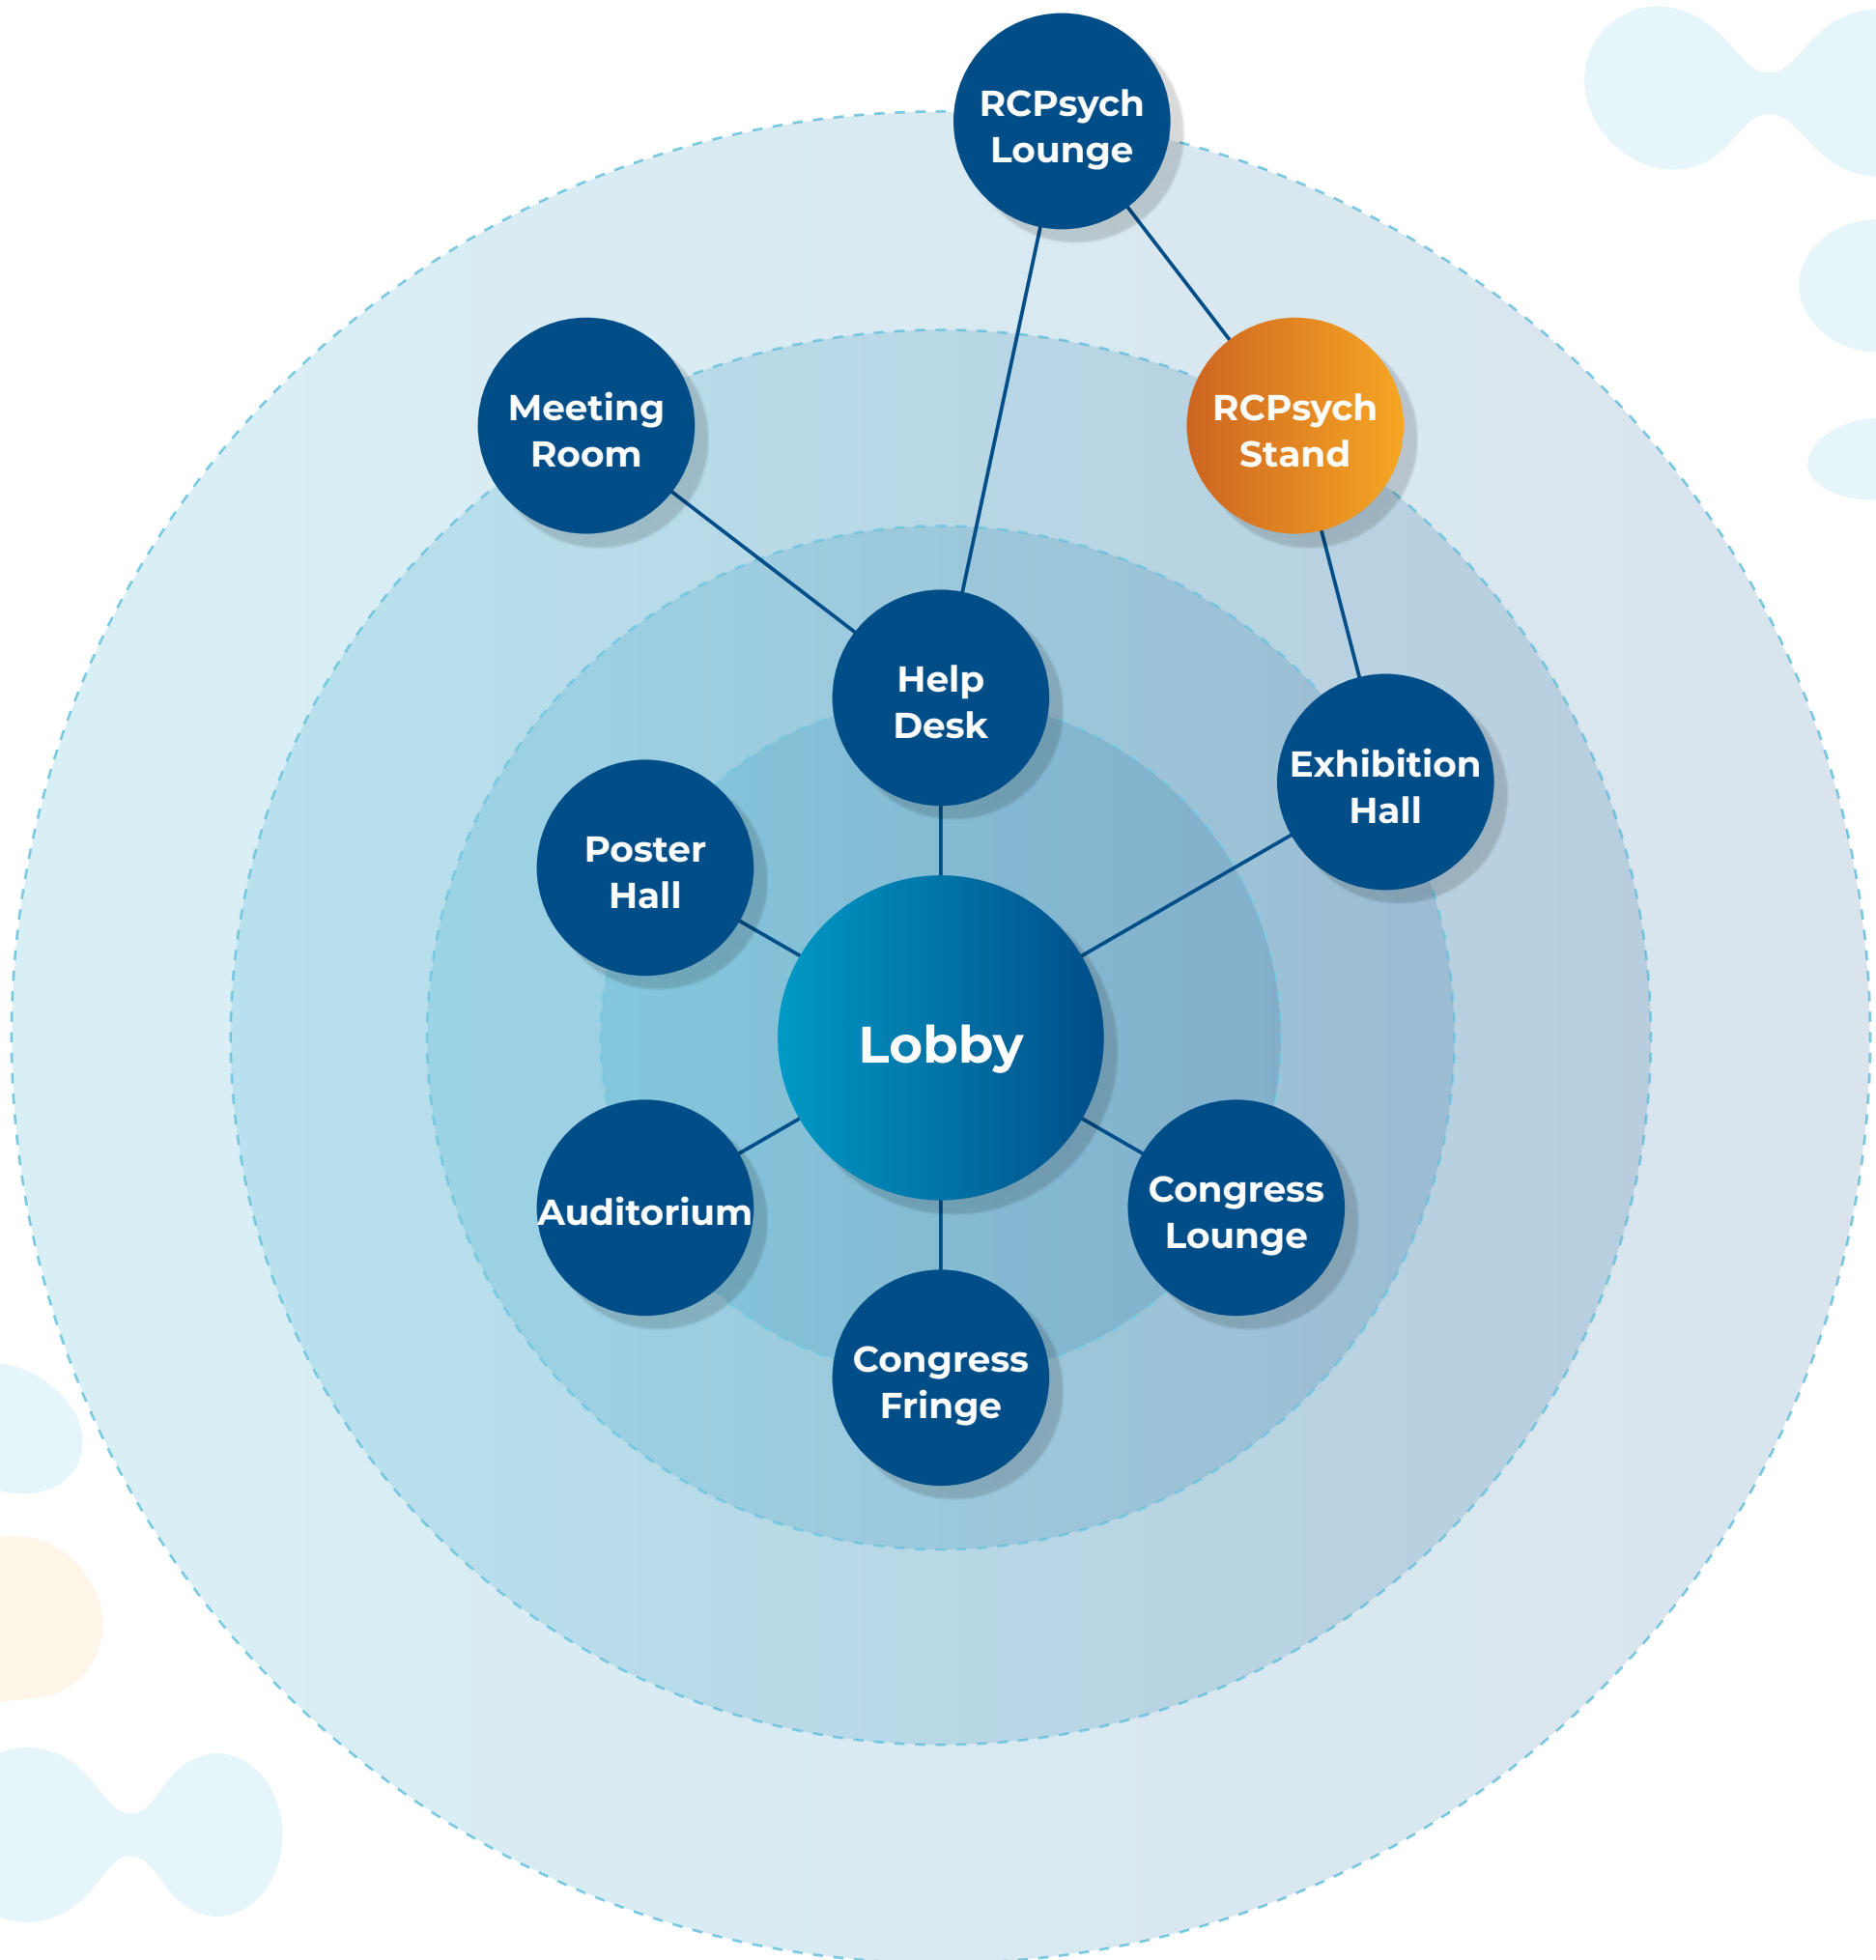 RCPsych
Lounge
Meeting
Room
RCPsych
Stand
Help
Desk
Exhibition
Hall
Poster
Hall
Lobby
Auditorium
Congress
Lounge
Congress
Fringe